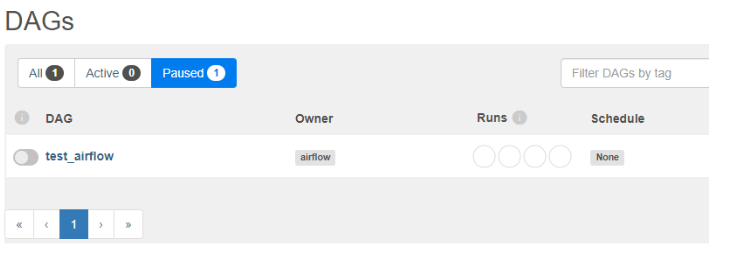 DAGs
All 1 Active 0 Paused 1 Filter DAGs by tag
DAG Owner Runs Schedule
test_airflow airflow None
« ‹ 1 › »